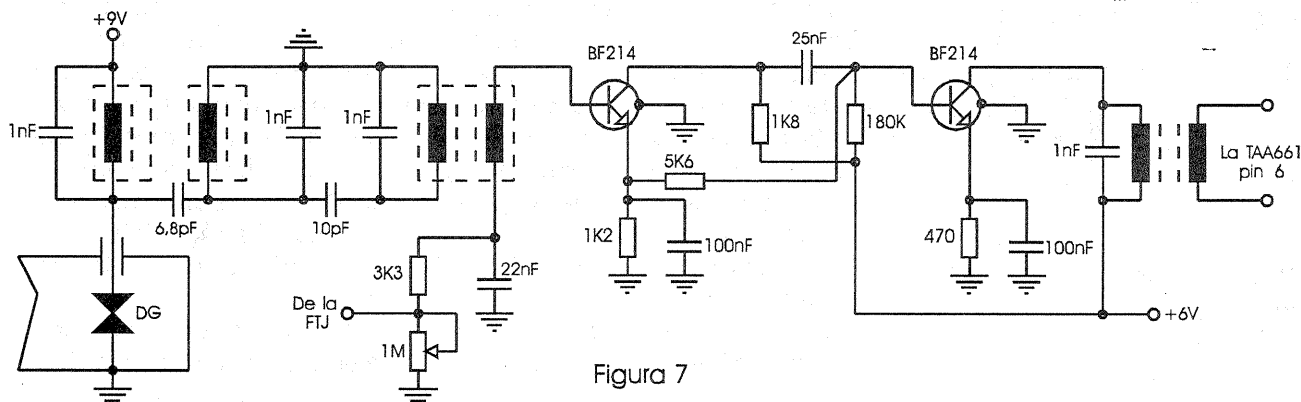 +9V
1nF
6,8pF
DG
1nF
10pF
1nF
3K3
22nF
De la
FTJ
1M
BF214
1K2
100nF
5K6
1K8
25nF
180K
BF214
470
100nF
1nF
La TAA661
pin 6
+6V
Figura 7